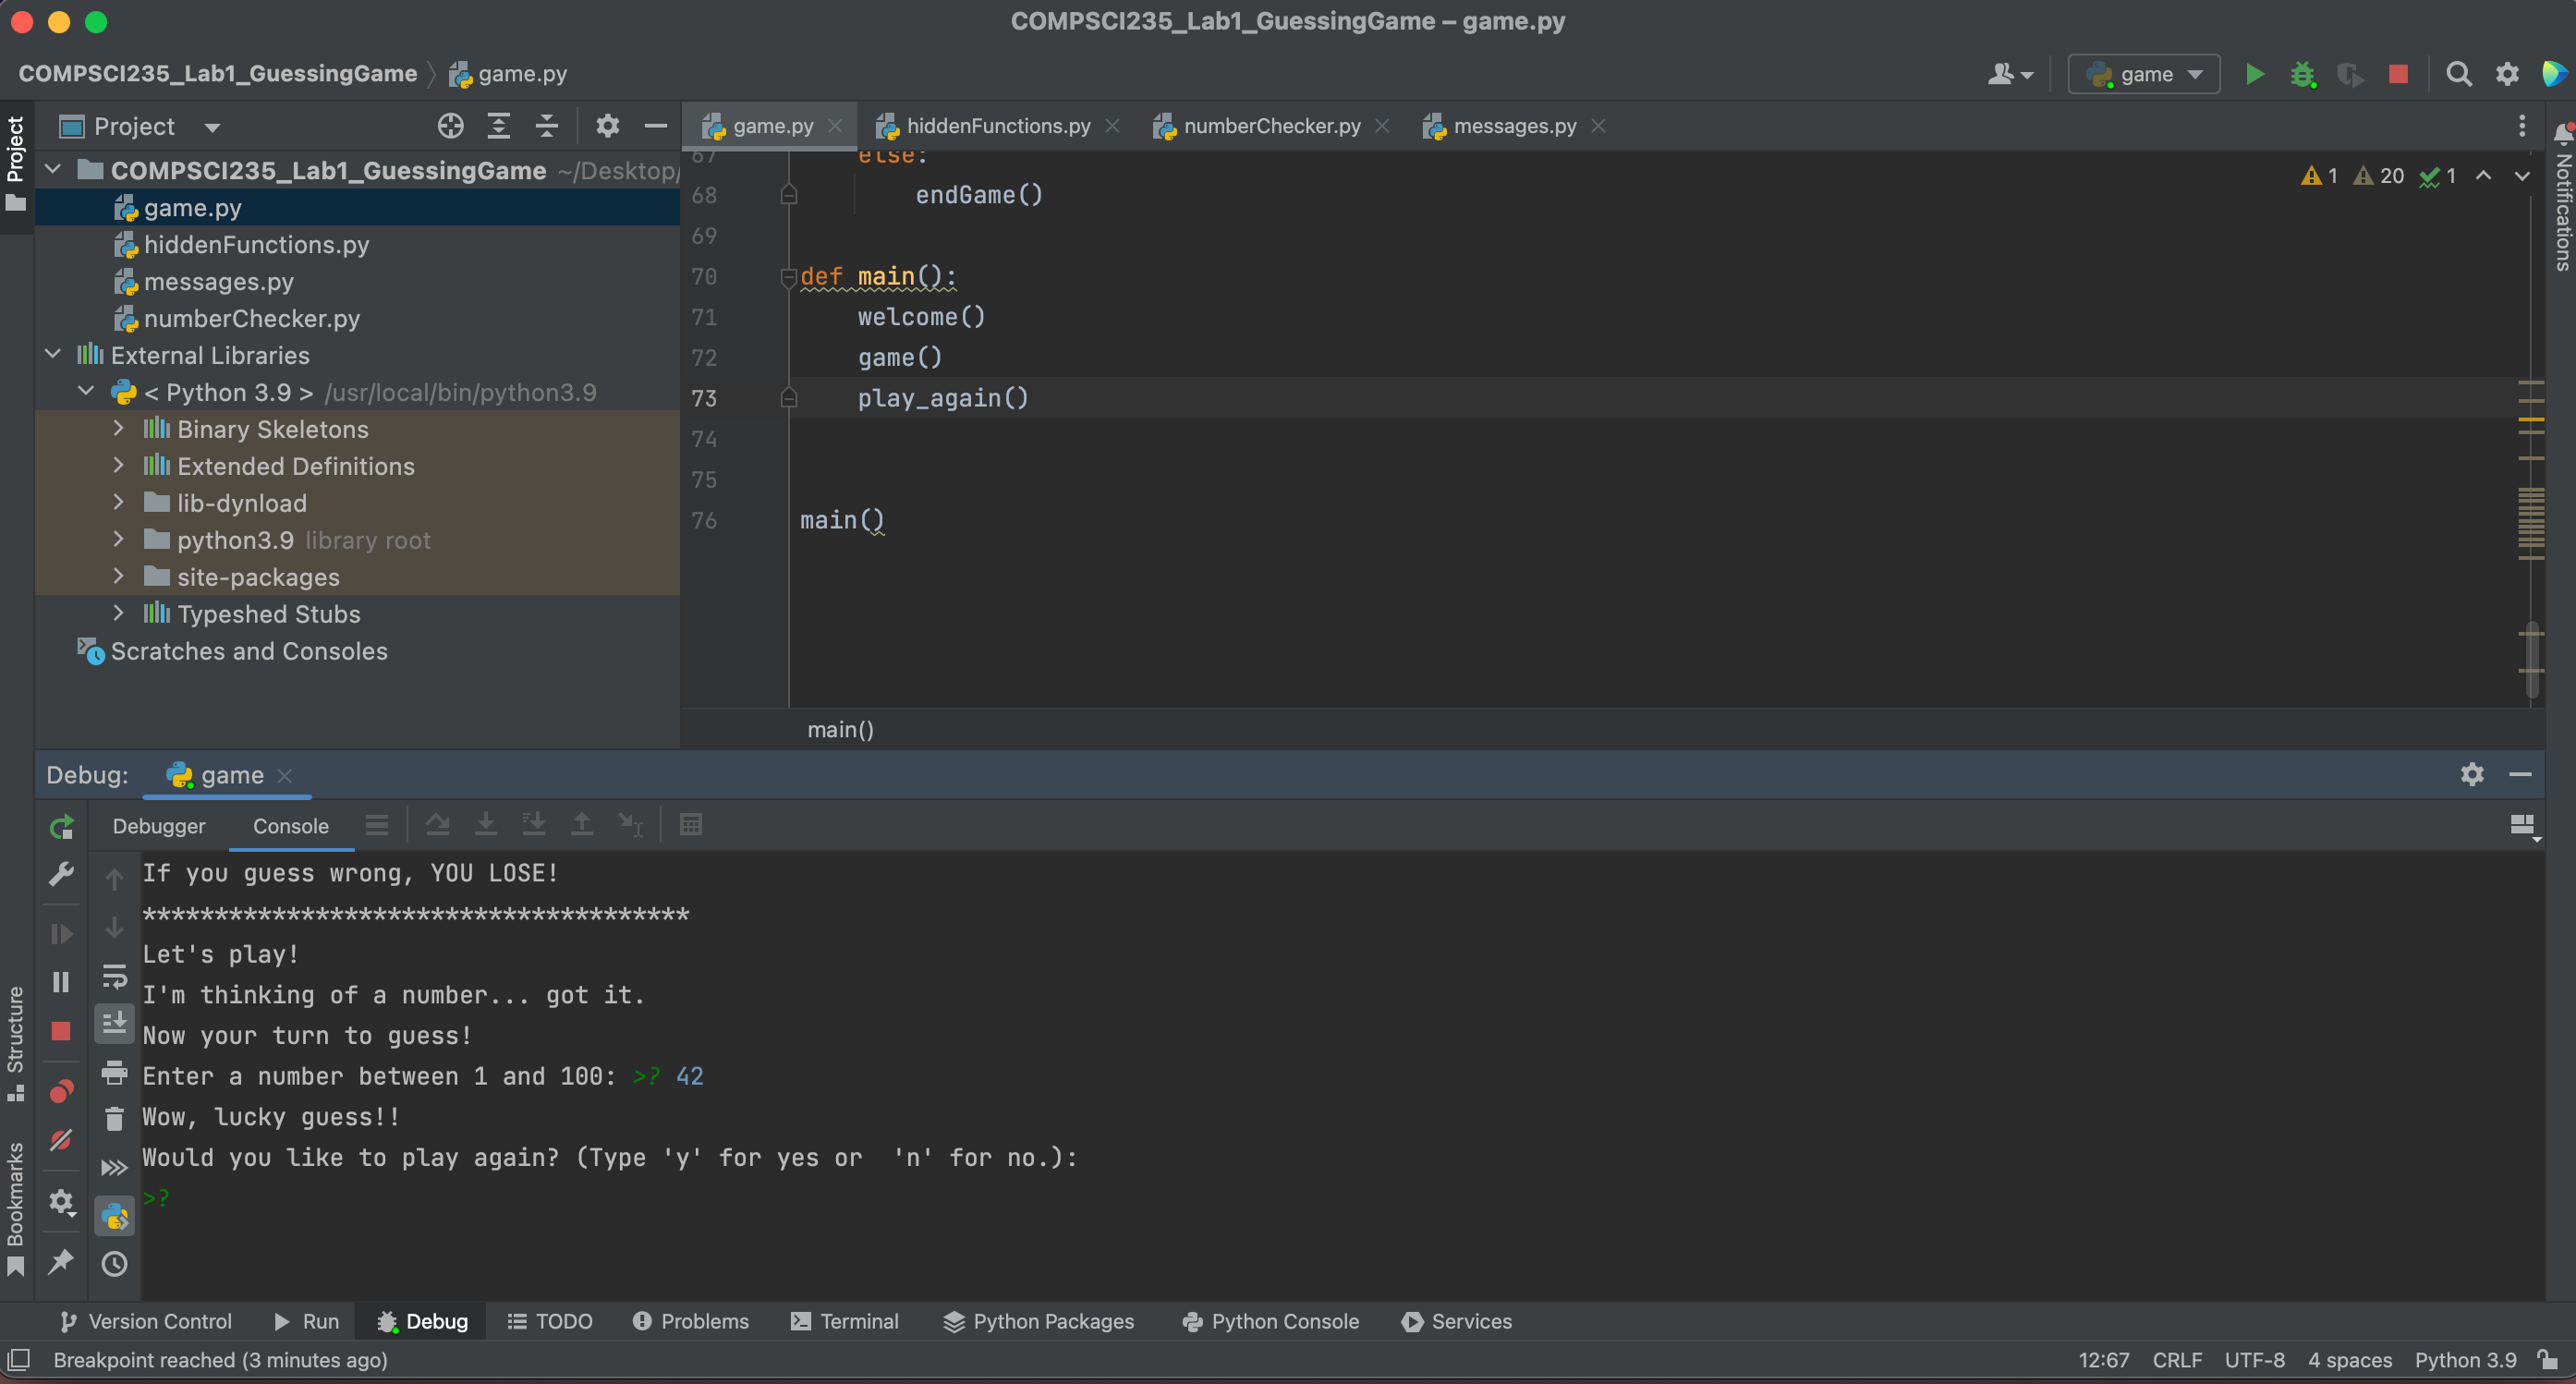 COMPSCI235_Lab1_GuessingGame – game.py
COMPSCI235_Lab1_GuessingGame
game.py
game
Project
Project
game.py
hiddenFunctions.py
numberChecker.py
messages.py
Notifications
COMPSCI235_Lab1_GuessingGame ~/Desktop/
game.py
hiddenFunctions.py
messages.py
numberChecker.py
External Libraries
< Python 3.9 > /usr/local/bin/python3.9
Binary Skeletons
Extended Definitions
lib-dynload
python3.9 library root
site-packages
Typeshed Stubs
Scratches and Consoles
1 20 1
67 else:
68 endGame()
69
70 def main():
71 welcome()
72 game()
73 play_again()
74
75
76 main()
main()
Debug: game
Debugger Console
If you guess wrong, YOU LOSE!
**************************************
Let's play!
I'm thinking of a number... got it.
Now your turn to guess!
Enter a number between 1 and 100: >? 42
Wow, lucky guess!!
Would you like to play again? (Type 'y' for yes or  'n' for no.):
>?
Structure
Bookmarks
Version Control Run Debug TODO Problems Terminal Python Packages Python Console Services
Breakpoint reached (3 minutes ago)
12:67 CRLF UTF-8 4 spaces Python 3.9